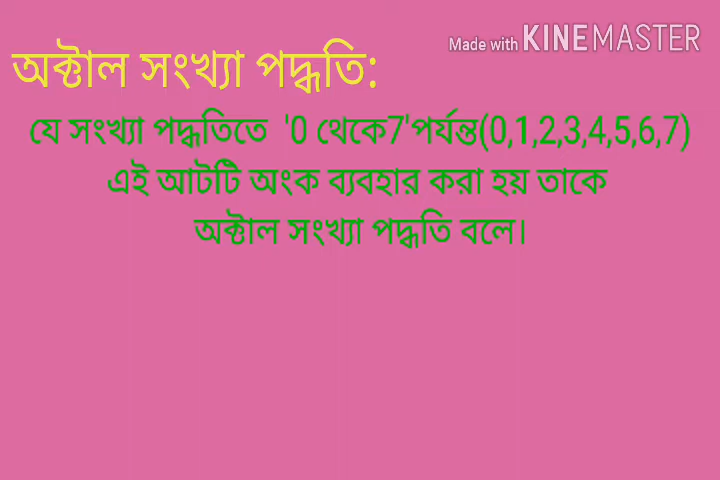 Made with KINEMASTER
অক্টাল সংখ্যা পদ্ধতি:
যে সংখ্যা পদ্ধতিতে '0 থেকে7'পর্যন্ত(0,1,2,3,4,5,6,7)
এই আটটি অংক ব্যবহার করা হয় তাকে
অক্টাল সংখ্যা পদ্ধতি বলে।